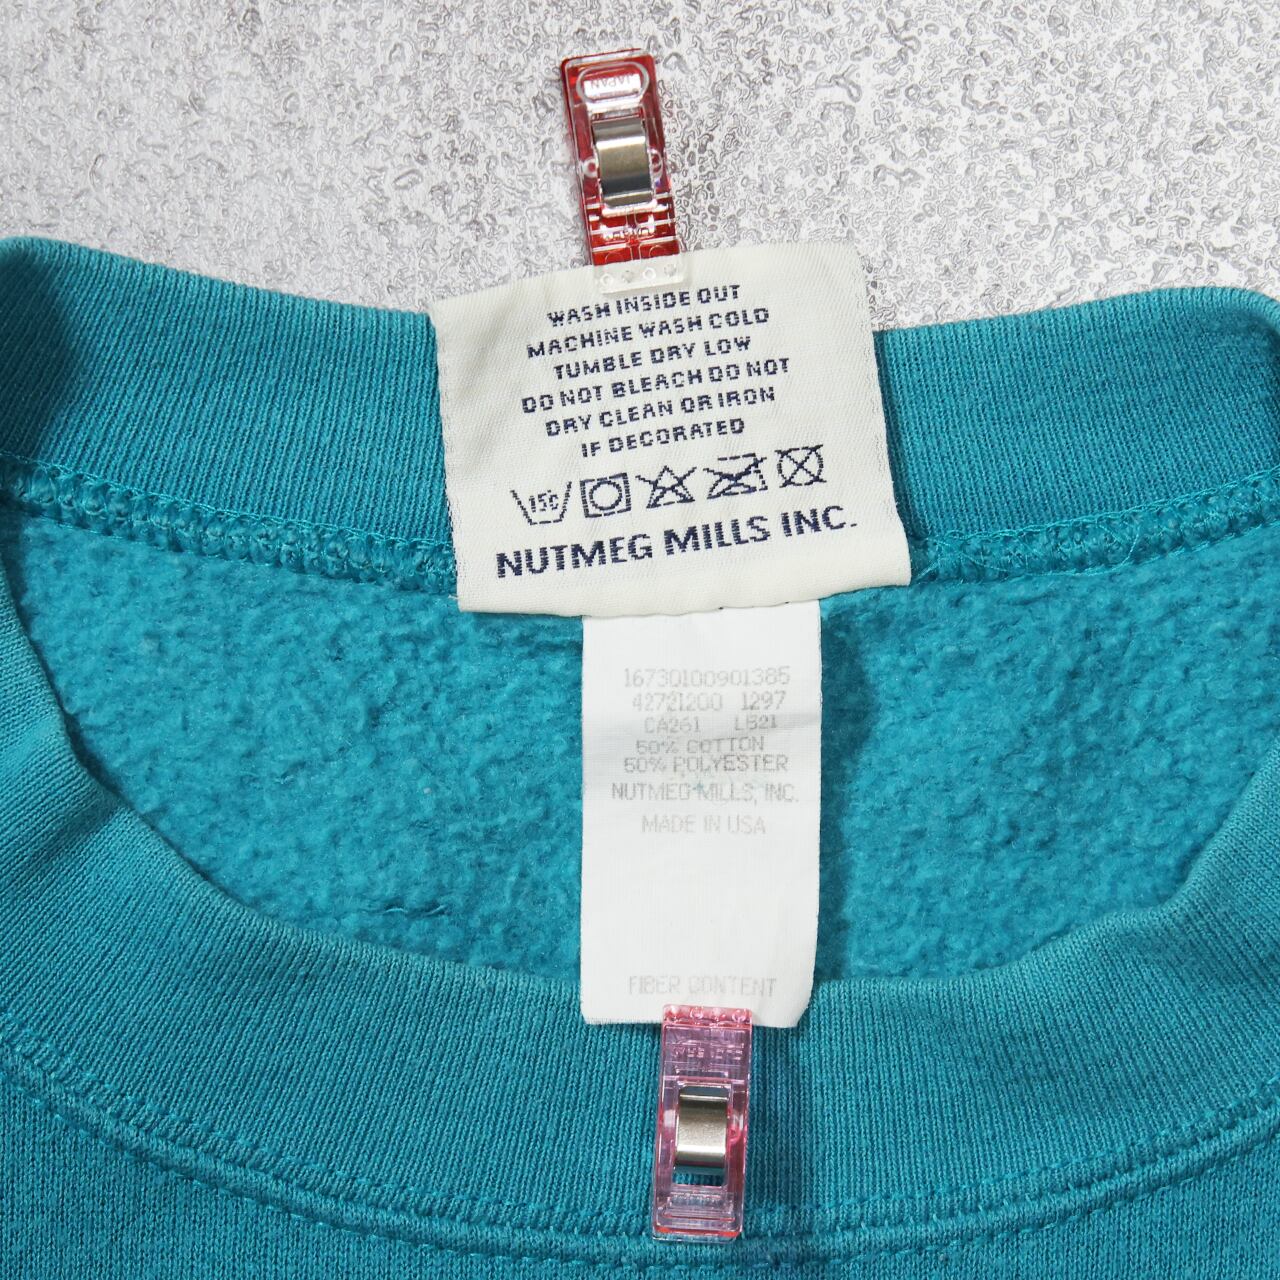 JAPAN
WASH INSIDE OUT
MACHINE WASH COLD
TUMBLE DRY LOW
DO NOT BLEACH DO NOT
DRY CLEAN OR IRON
IF DECORATED
15C
NUTMEG MILLS INC.
16730100901385
42721200 1297
CA261 LB21
50% COTTON
50% POLYESTER
NUTMEG MILLS, INC.
MADE IN USA
FIBER CONTENT